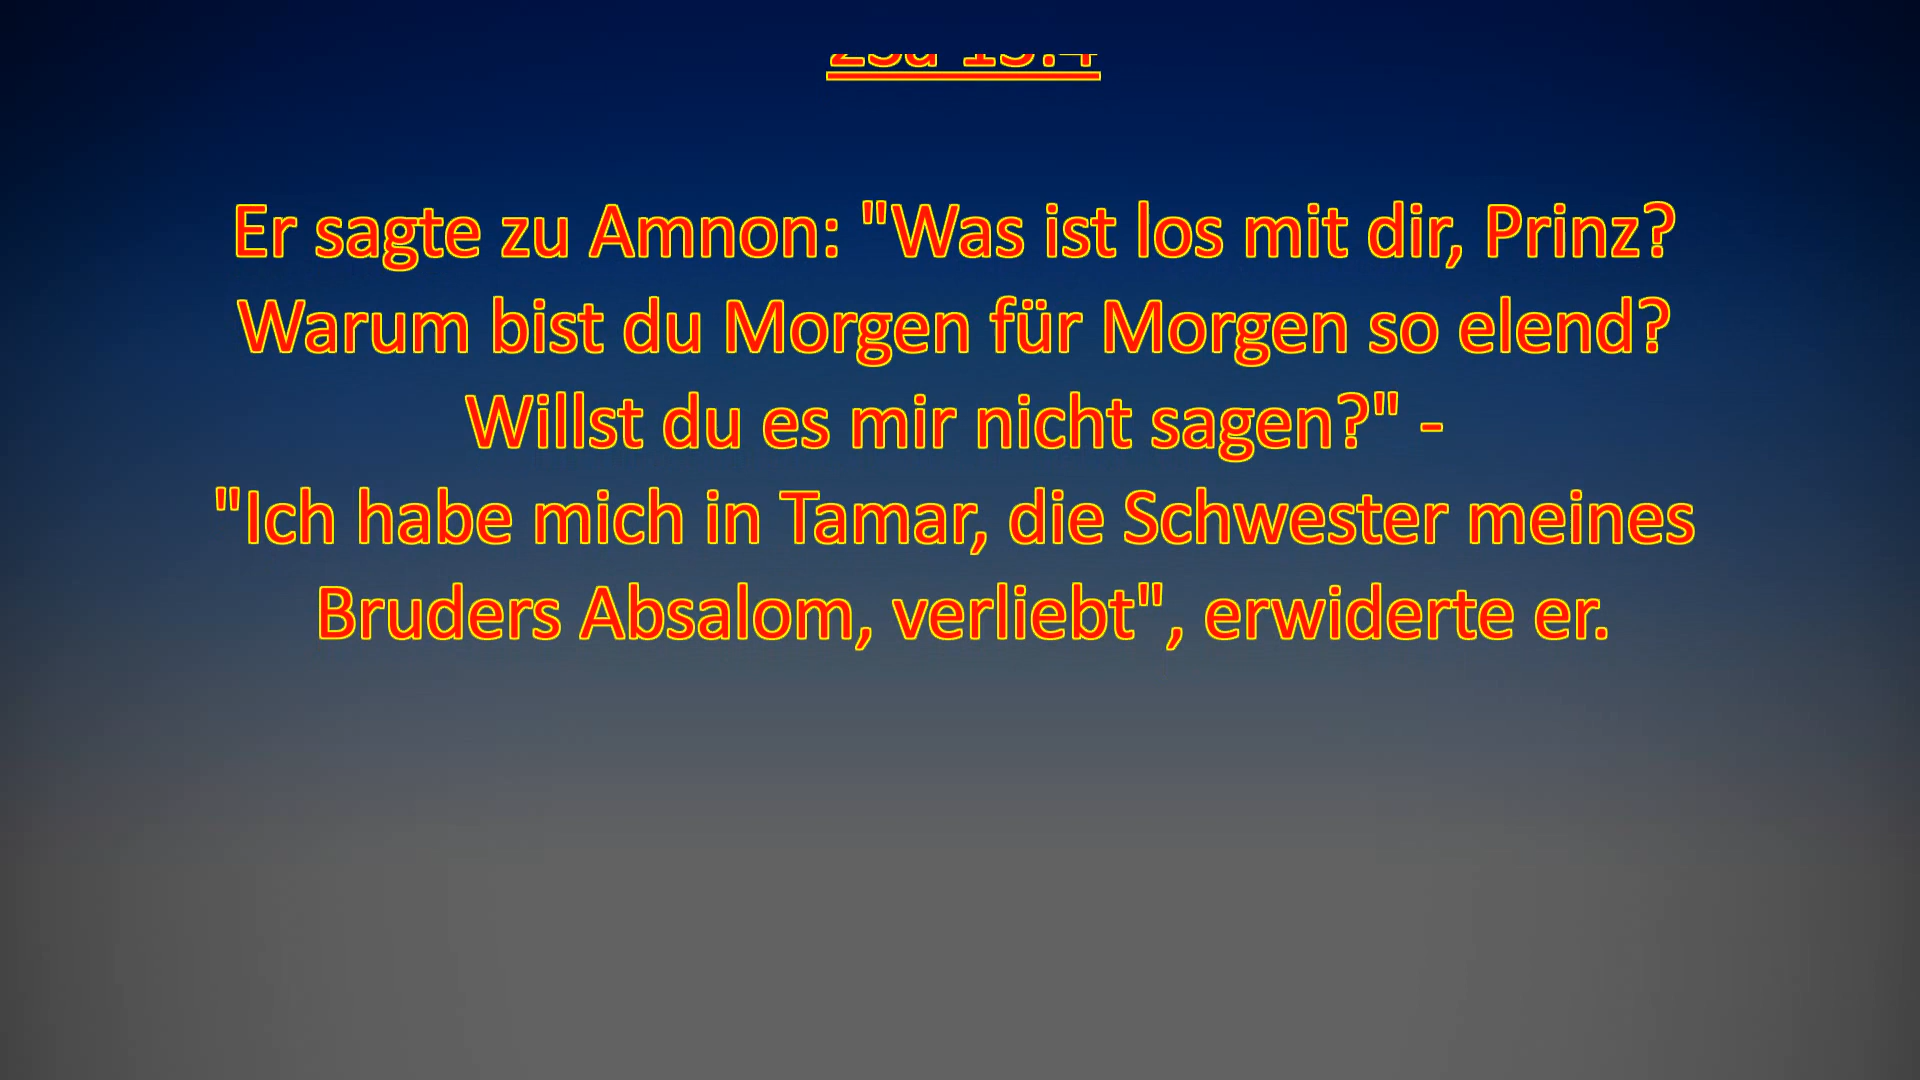 Er sagte zu Amnon: "Was ist los mit dir, Prinz?
Warum bist du Morgen für Morgen so elend?
Willst du es mir nicht sagen?" -
"Ich habe mich in Tamar, die Schwester meines
Bruders Absalom, verliebt", erwiderte er.